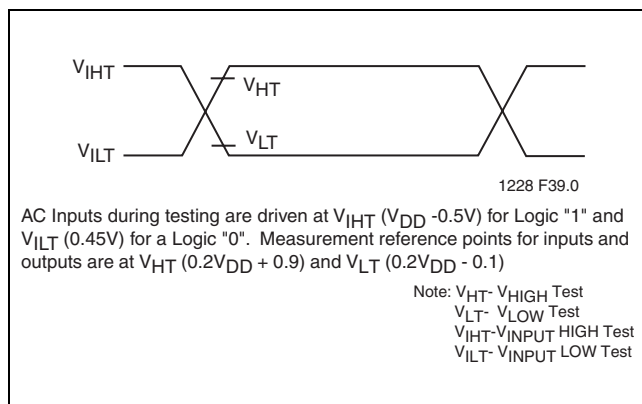 VIHT
VHT
VLT
VILT
1228 F39.0
AC Inputs during testing are driven at VIHT (VDD -0.5V) for Logic "1" and
VILT (0.45V) for a Logic "0". Measurement reference points for inputs and
outputs are at VHT (0.2VDD + 0.9) and VLT (0.2VDD - 0.1)
Note: VHT- VHIGH Test
VLT- VLOW Test
VIHT-VINPUT HIGH Test
VILT- VINPUT LOW Test